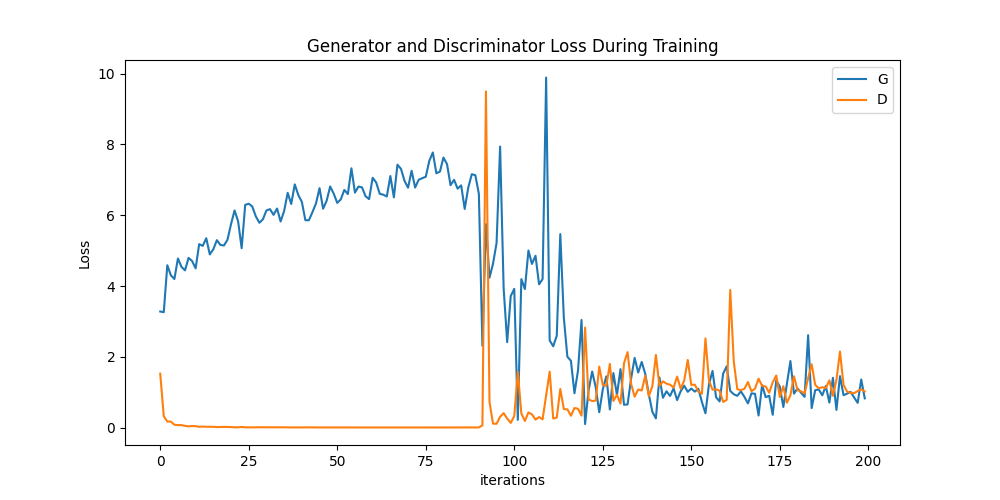 Generator and Discriminator Loss During Training
G
D
10
8
6
4
2
0
Loss
0 25 50 75 100 125 150 175 200
iterations